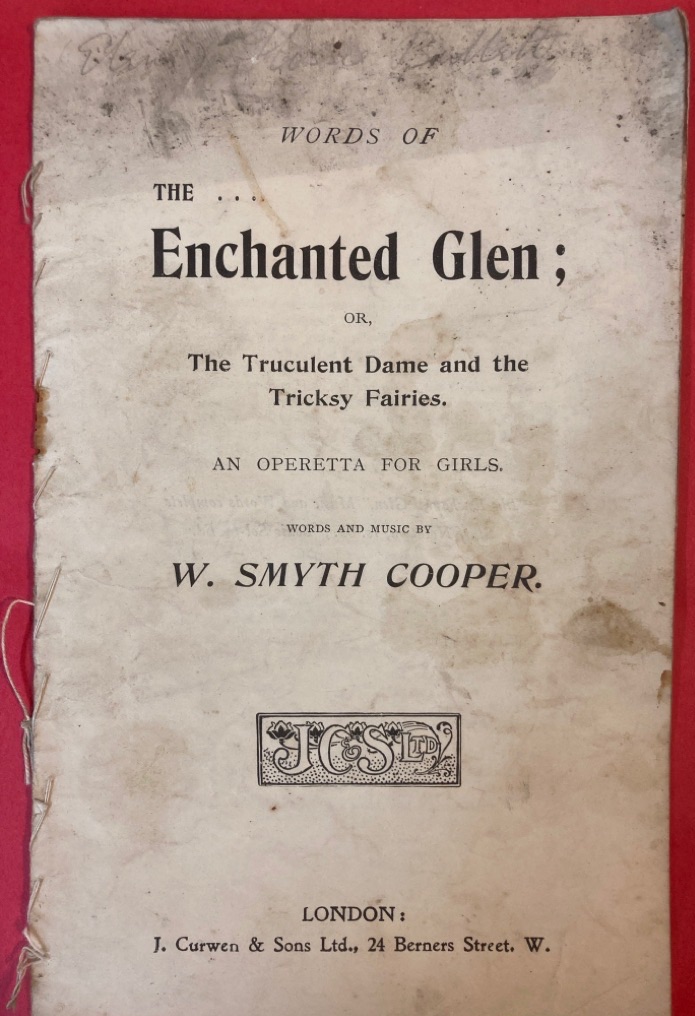 WORDS OF
THE ....
Enchanted Glen;
OR,
The Truculent Dame and the
Tricksy Fairies.
AN OPERETTA FOR GIRLS.
WORDS AND MUSIC BY
W. SMYTH COOPER.
J C & S LTD
LONDON:
J. Curwen & Sons Ltd., 24 Berners Street. W.